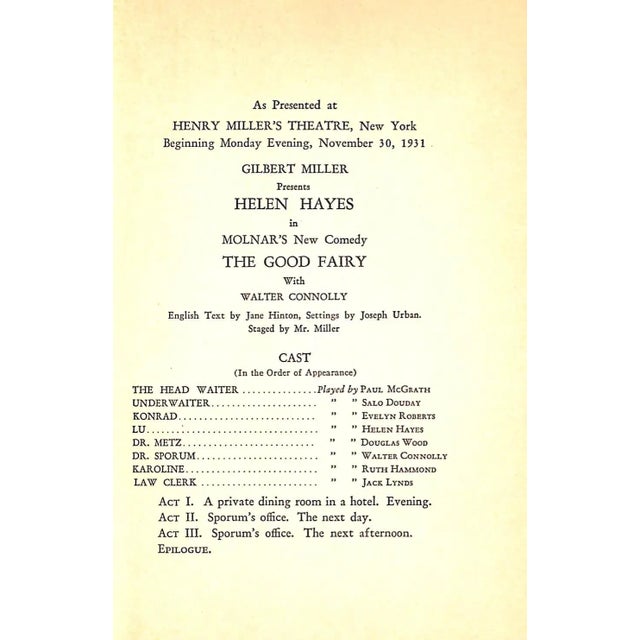 As Presented at
HENRY MILLER'S THEATRE, New York
Beginning Monday Evening, November 30, 1931
GILBERT MILLER
Presents
HELEN HAYES
in
MOLNAR'S New Comedy
THE GOOD FAIRY
With
WALTER CONNOLLY
English Text by Jane Hinton, Settings by Joseph Urban.
Staged by Mr. Miller
CAST
(In the Order of Appearance)
THE HEAD WAITER ...............Played by PAUL MCGRATH
UNDERWAITER...................... " " SALO DOUDAY
KONRAD............................ " " EVELYN ROBERTS
LU................................... " " HELEN HAYES
DR. METZ........................... " " DOUGLAS WOOD
DR. SPORUM........................ " " WALTER CONNOLLY
KAROLINE.......................... " " RUTH HAMMOND
LAW CLERK ........................ " " JACK LYNDS
ACT I. A private dining room in a hotel. Evening.
ACT II. Sporum's office. The next day.
ACT III. Sporum's office. The next afternoon.
EPILOGUE.